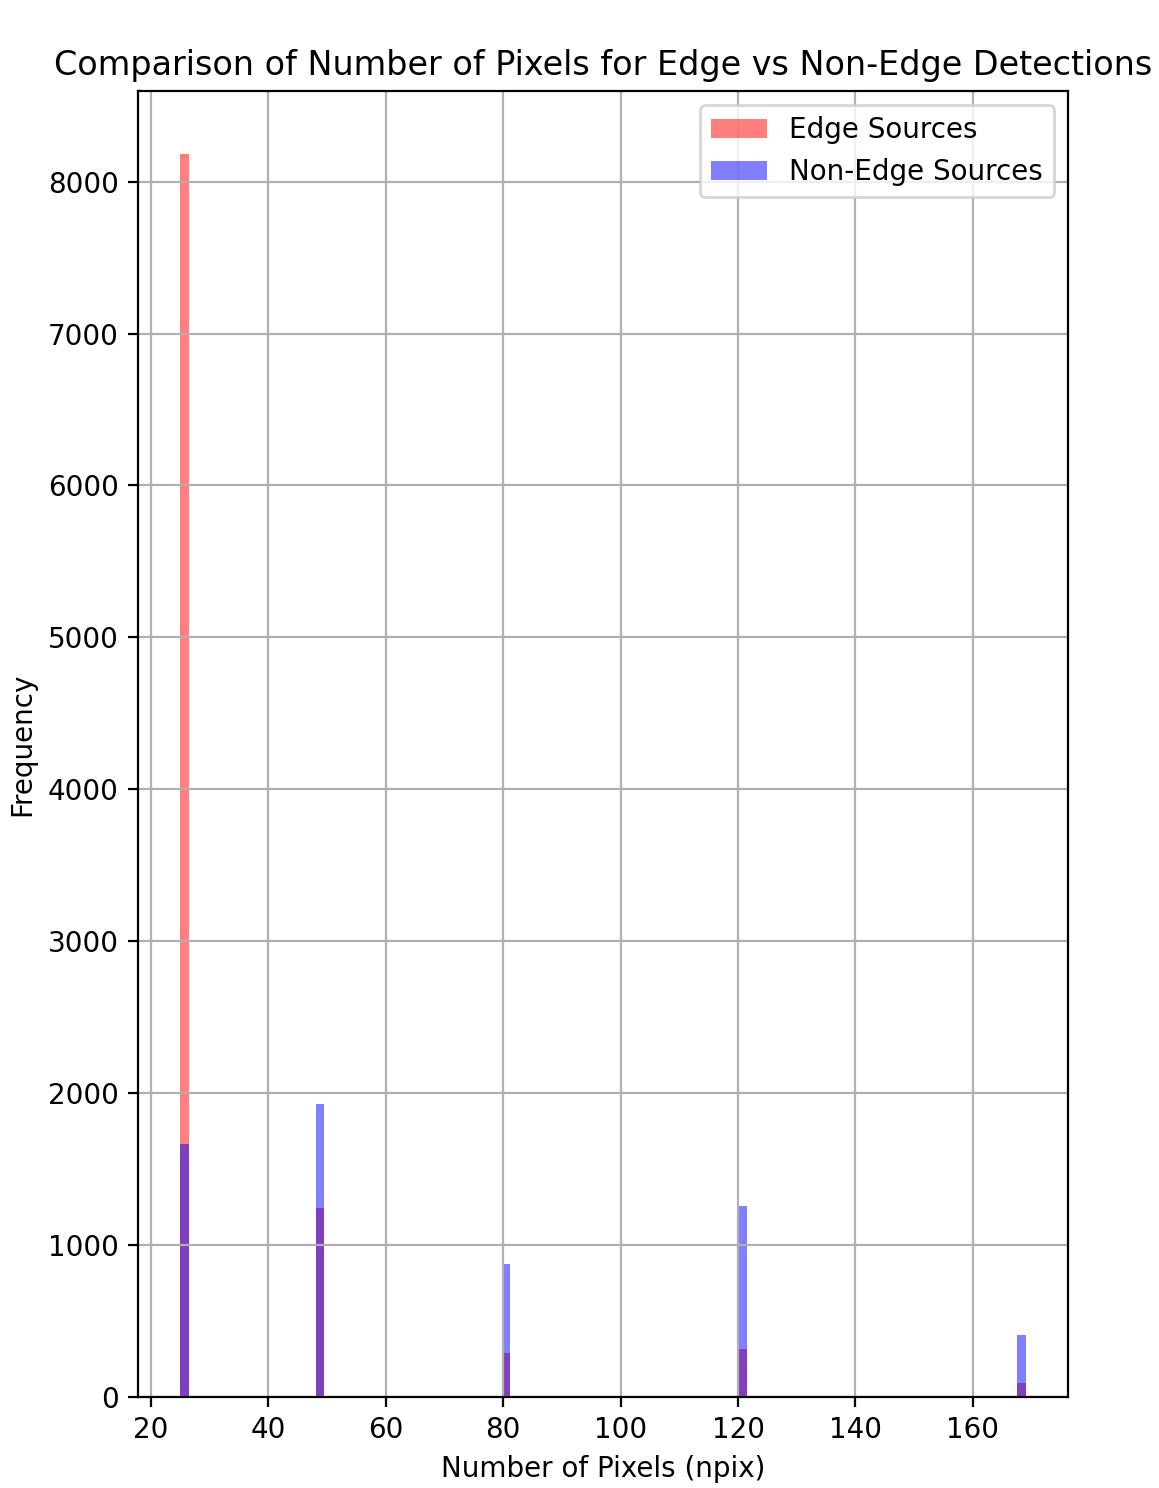 Comparison of Number of Pixels for Edge vs Non-Edge Detections
Edge Sources
Non-Edge Sources
8000
7000
6000
5000
4000
3000
2000
1000
0
Frequency
20 40 60 80 100 120 140 160
Number of Pixels (npix)